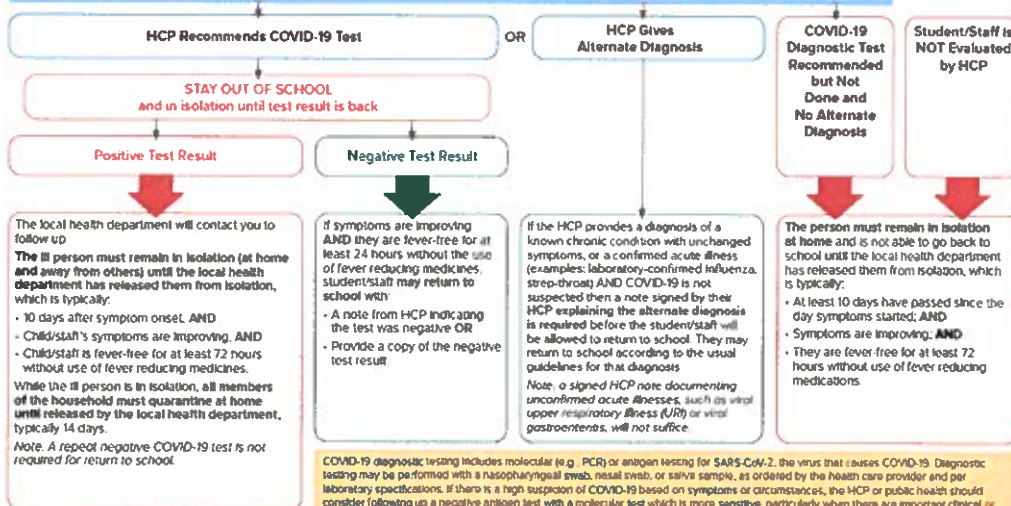 HCP Recommends COVID-19 Test
OR
HCP Gives
Alternate Diagnosis
COVID-19
Diagnostic Test
Recommended
but Not
Done and
No Alternate
Diagnosis
Student/Staff is
NOT Evaluated
by HCP
STAY OUT OF SCHOOL
and in isolation until test result is back
Positive Test Result
Negative Test Result
The local health department will contact you to
follow up
The ill person must remain in isolation (at home
and away from others) until the local health
department has released them from isolation,
which is typically:
- 10 days after symptom onset, AND
- Child/staff's symptoms are improving, AND
- Child/staff is fever-free for at least 72 hours
without use of fever reducing medicines.
While the ill person is in isolation, all members
of the household must quarantine at home
until released by the local health department,
typically 14 days.
Note. A repeat negative COVID-19 test is not
required for return to school.
If symptoms are improving
AND they are fever-free for at
least 24 hours without the use
of fever reducing medicines,
student/staff may return to
school with:
- A note from HCP indicating
the test was negative OR
- Provide a copy of the negative
test result
If the HCP provides a diagnosis of a
known chronic condition with unchanged
symptoms, or a confirmed acute illness
(examples: laboratory-confirmed influenza,
strep-throat) AND COVID-19 is not
suspected then a note signed by their
HCP explaining the alternate diagnosis
is required before the student/staff will
be allowed to return to school. They may
return to school according to the usual
guidelines for that diagnosis
Note, a signed HCP note documenting
unconfirmed acute illnesses, such as viral
upper respiratory illness (URI) or viral
gastroenteritis, will not suffice.
The person must remain in isolation
at home and is not able to go back to
school until the local health department
has released them from isolation, which
is typically:
- At least 10 days have passed since the
day symptoms started; AND
- Symptoms are improving; AND
- They are fever-free for at least 72
hours without use of fever reducing
medications
COVID-19 diagnostic testing includes molecular (e.g., PCR) or antigen testing for SARS-CoV-2, the virus that causes COVID-19. Diagnostic
testing may be performed with a nasopharyngeal swab, nasal swab, or saliva sample, as ordered by the health care provider and per
laboratory specifications. If there is a high suspicion of COVID-19 based on symptoms or circumstances, the HCP or public health should
consider following up a negative antigen test with a molecular test which is more sensitive, particularly when there are important clinical or